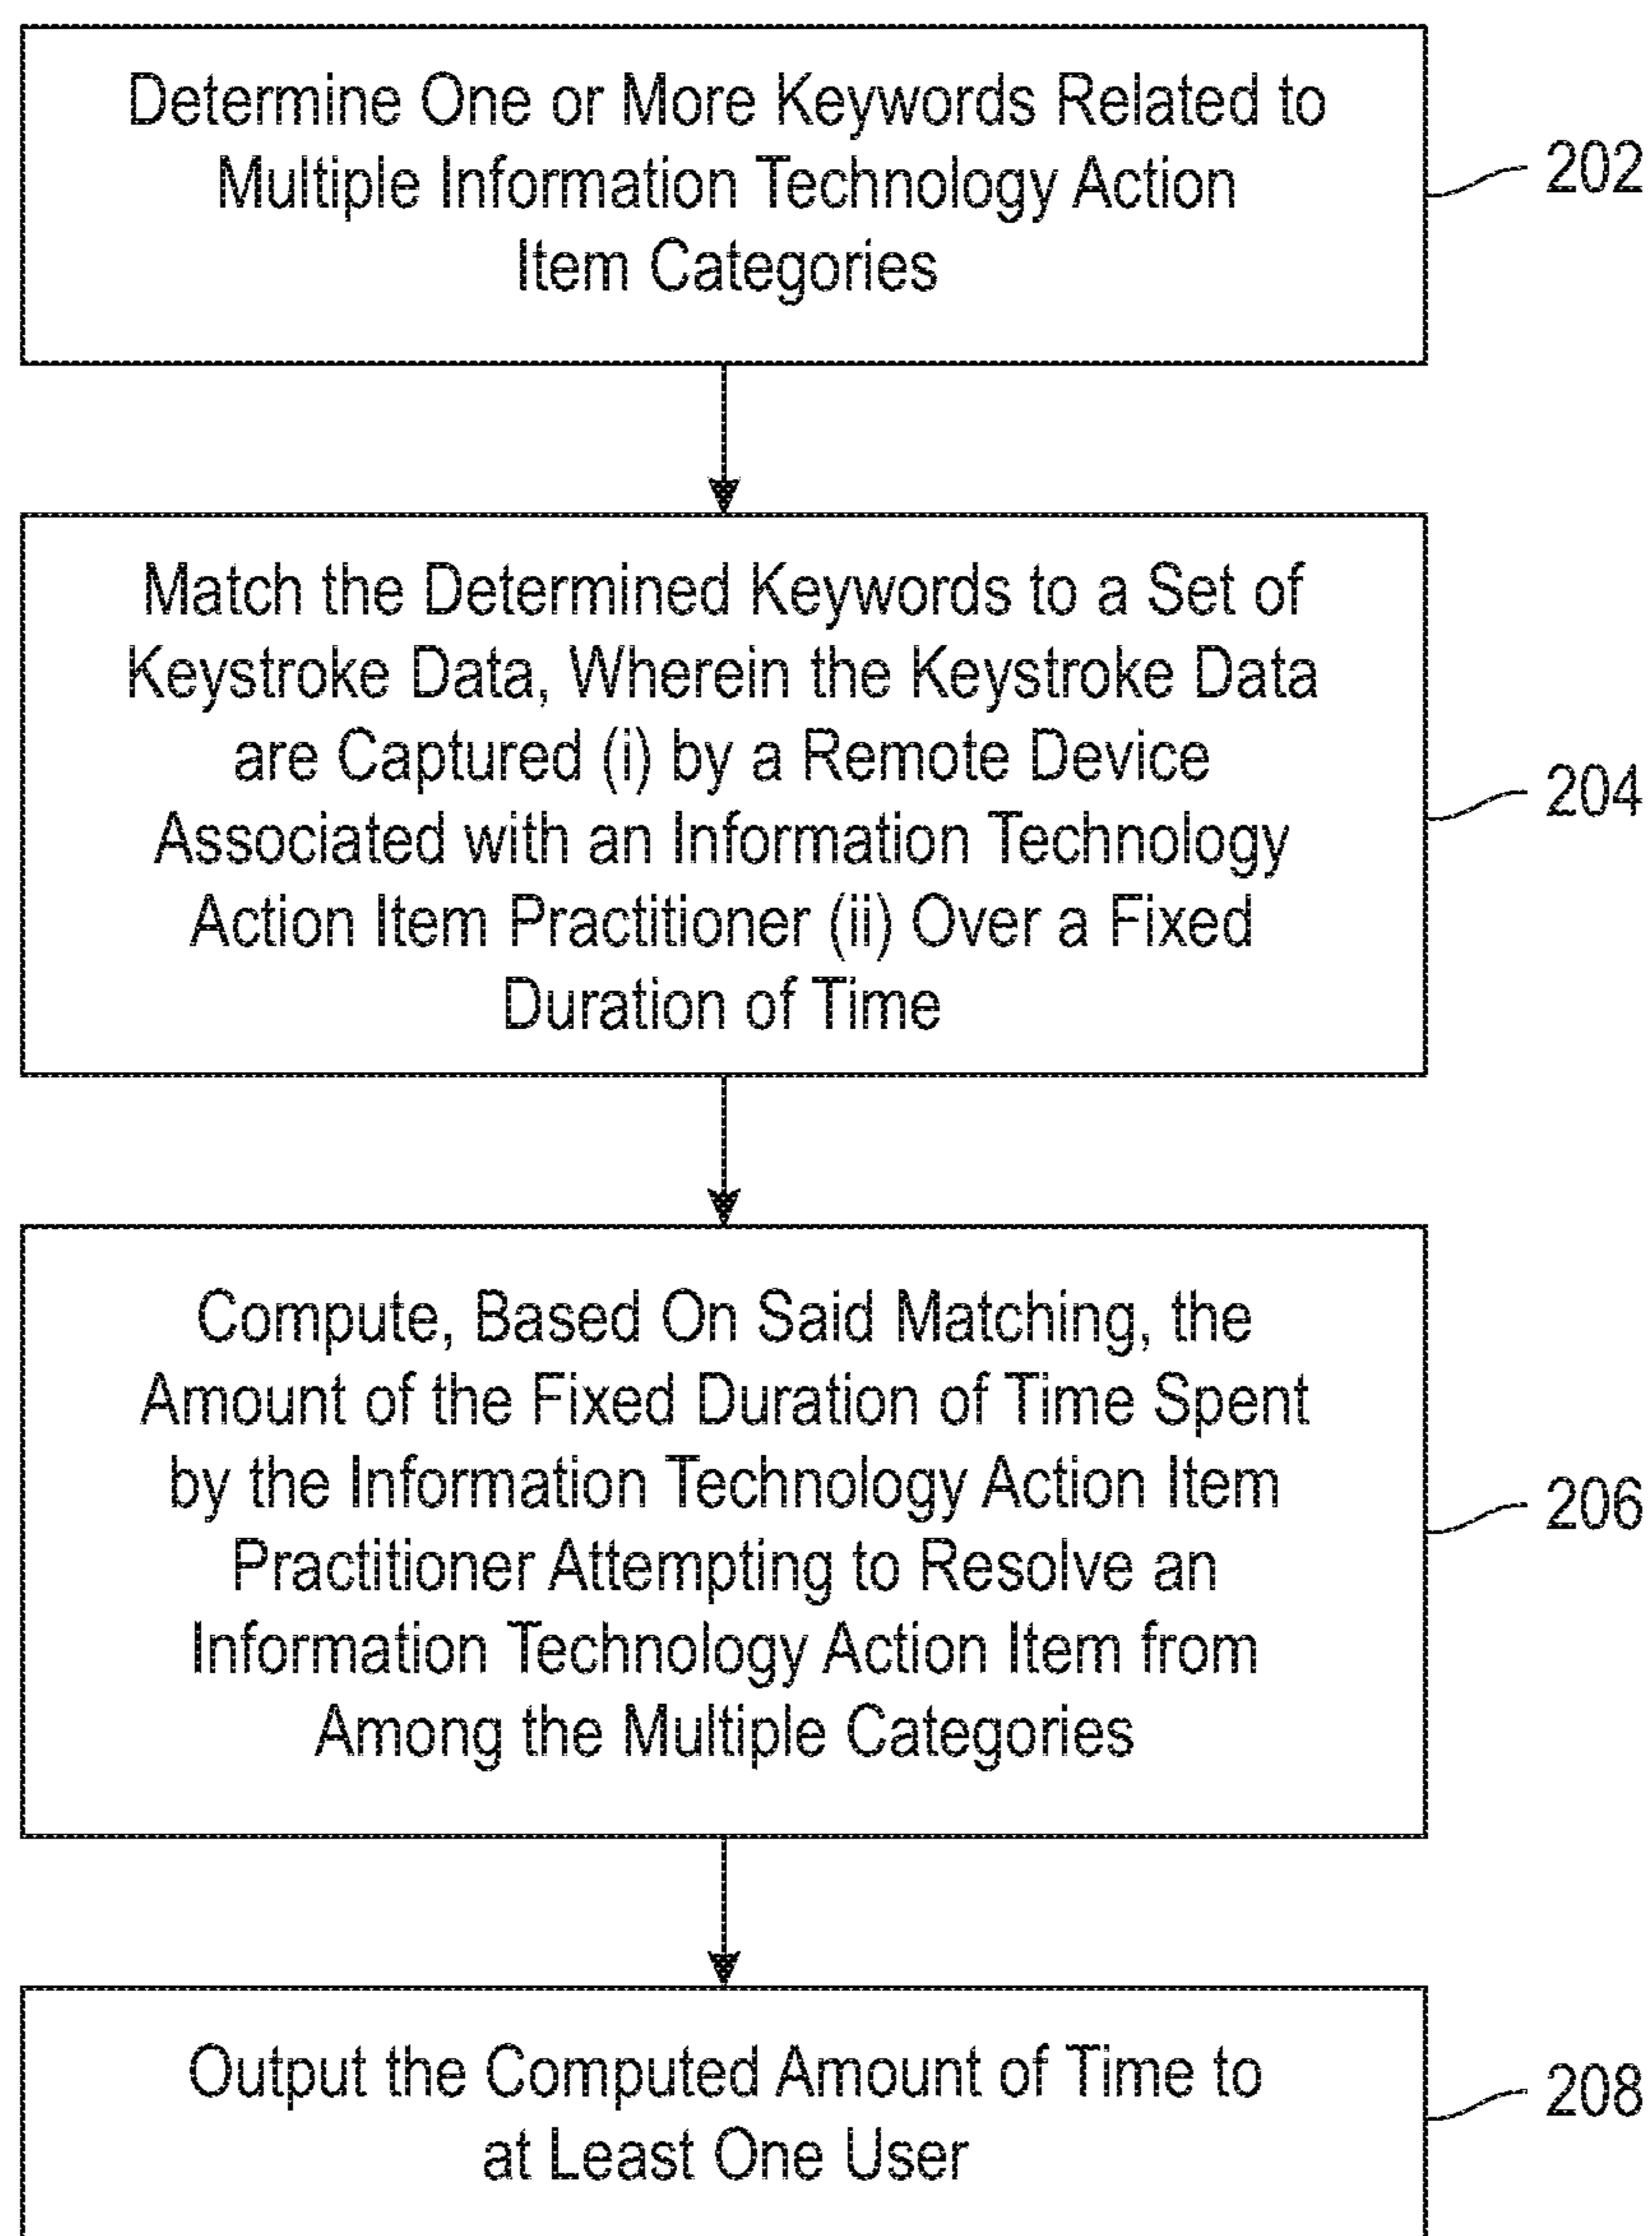 Determine One or More Keywords Related to
Multiple Information Technology Action
Item Categories
202
Match the Determined Keywords to a Set of
Keystroke Data, Wherein the Keystroke Data
are Captured (i) by a Remote Device
Associated with an Information Technology
Action Item Practitioner (ii) Over a Fixed
Duration of Time
204
Compute, Based On Said Matching, the
Amount of the Fixed Duration of Time Spent
by the Information Technology Action Item
Practitioner Attempting to Resolve an
Information Technology Action Item from
Among the Multiple Categories
206
Output the Computed Amount of Time to
at Least One User
208